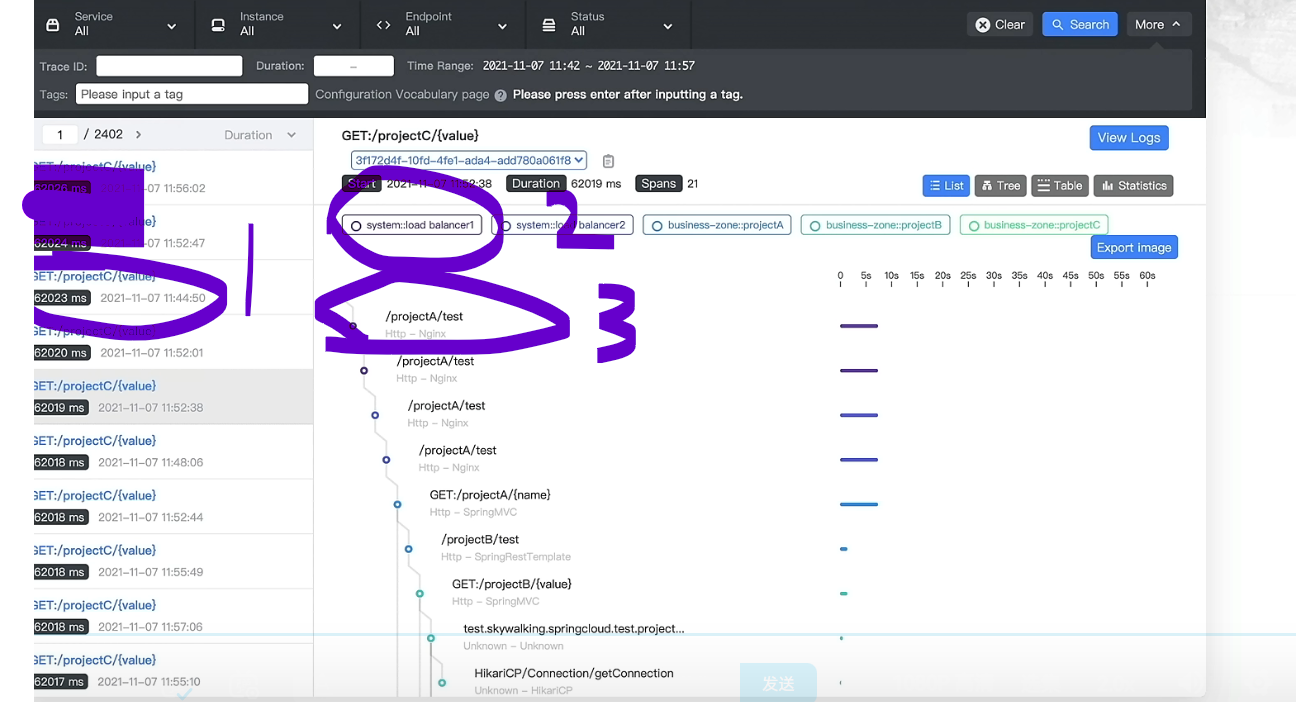 Service
All
Instance
All
Endpoint
All
Status
All
Clear
Search
More
Trace ID:
Duration:
–
Time Range: 2021-11-07 11:42 ~ 2021-11-07 11:57
Tags: Please input a tag
Configuration Vocabulary page ? Please press enter after inputting a tag.
1 / 2402 >
Duration
GET:/projectC/{value}
View Logs
3f172d4f-10fd-4fe1-ada4-add780a061f8
Start 2021-11-07 11:52:38 Duration 62019 ms Spans 21
List Tree Table Statistics
system::load balancer1 system::load balancer2 business-zone::projectA business-zone::projectB business-zone::projectC
Export image
0 5s 10s 15s 20s 25s 30s 35s 40s 45s 50s 55s 60s
GET:/projectC/{value}
62026 ms 2021-11-07 11:56:02
62024 ms 2021-11-07 11:52:47
GET:/projectC/{value}
62023 ms 2021-11-07 11:44:50
GET:/projectC/{value}
62020 ms 2021-11-07 11:52:01
GET:/projectC/{value}
62019 ms 2021-11-07 11:52:38
GET:/projectC/{value}
62018 ms 2021-11-07 11:48:06
GET:/projectC/{value}
62018 ms 2021-11-07 11:52:44
GET:/projectC/{value}
62018 ms 2021-11-07 11:55:49
GET:/projectC/{value}
62018 ms 2021-11-07 11:57:06
GET:/projectC/{value}
62017 ms 2021-11-07 11:55:10
1
2
3
/projectA/test
Http – Nginx
/projectA/test
Http – Nginx
/projectA/test
Http – Nginx
/projectA/test
Http – Nginx
GET:/projectA/{name}
Http – SpringMVC
/projectB/test
Http – SpringRestTemplate
GET:/projectB/{value}
Http – SpringMVC
test.skywalking.springcloud.test.project...
Unknown – Unknown
HikariCP/Connection/getConnection
Unknown – HikariCP
发送